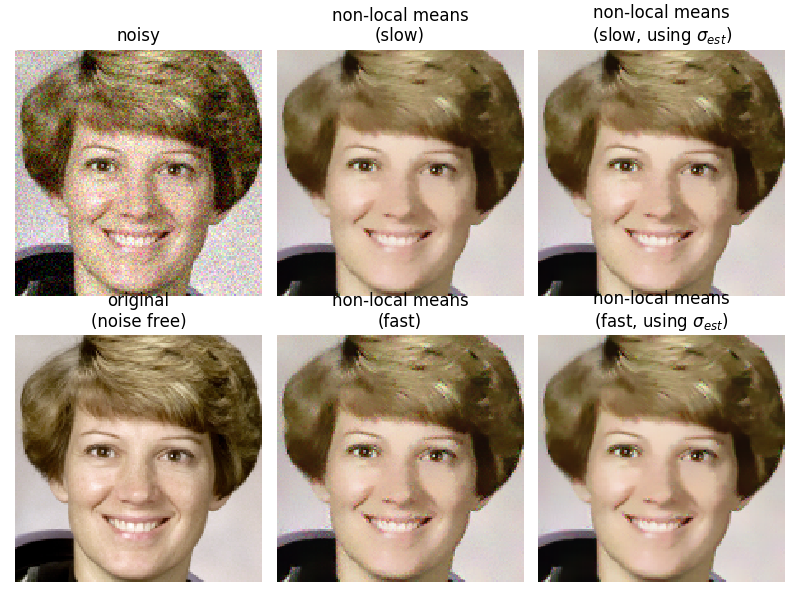 noisy
non-local means
(slow)
non-local means
(slow, using σest)
original
(noise free)
non-local means
(fast)
non-local means
(fast, using σest)